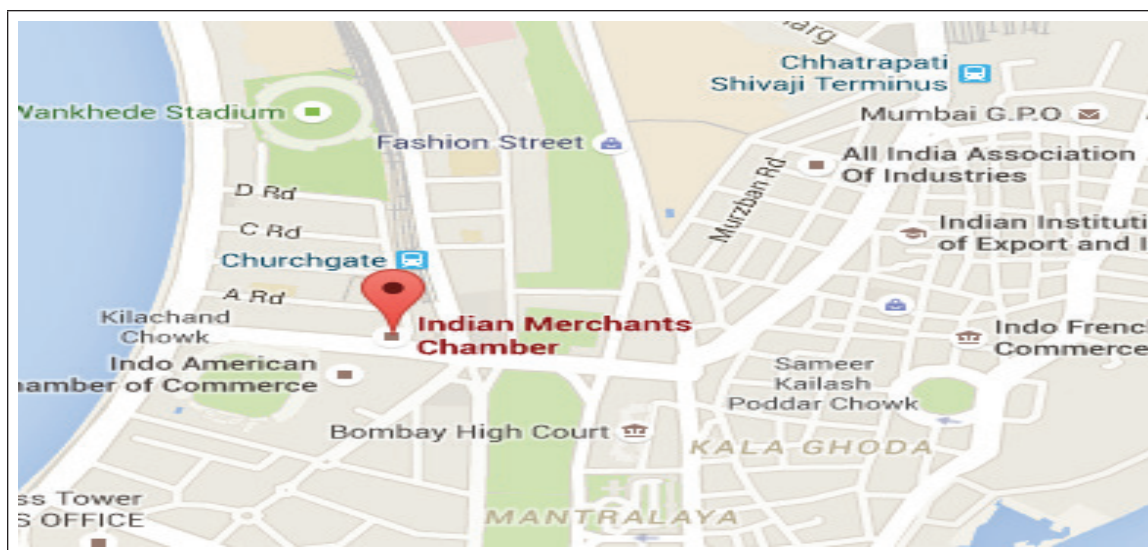 arg
Chhatrapati
Shivaji Terminus
Wankhede Stadium
Mumbai G.P.O
Fashion Street
All India Association
Of Industries
Murzban Rd
D Rd
C Rd
Indian Instituti
of Export and I
Churchgate
A Rd
Kilachand
Chowk
Indian Merchants
Chamber
Indo Frenc
Commerce
Indo American
hamber of Commerce
Sameer
Kailash
Poddar Chowk
Bombay High Court
KALA GHODA
ss Tower
S OFFICE
MANTRALAYA